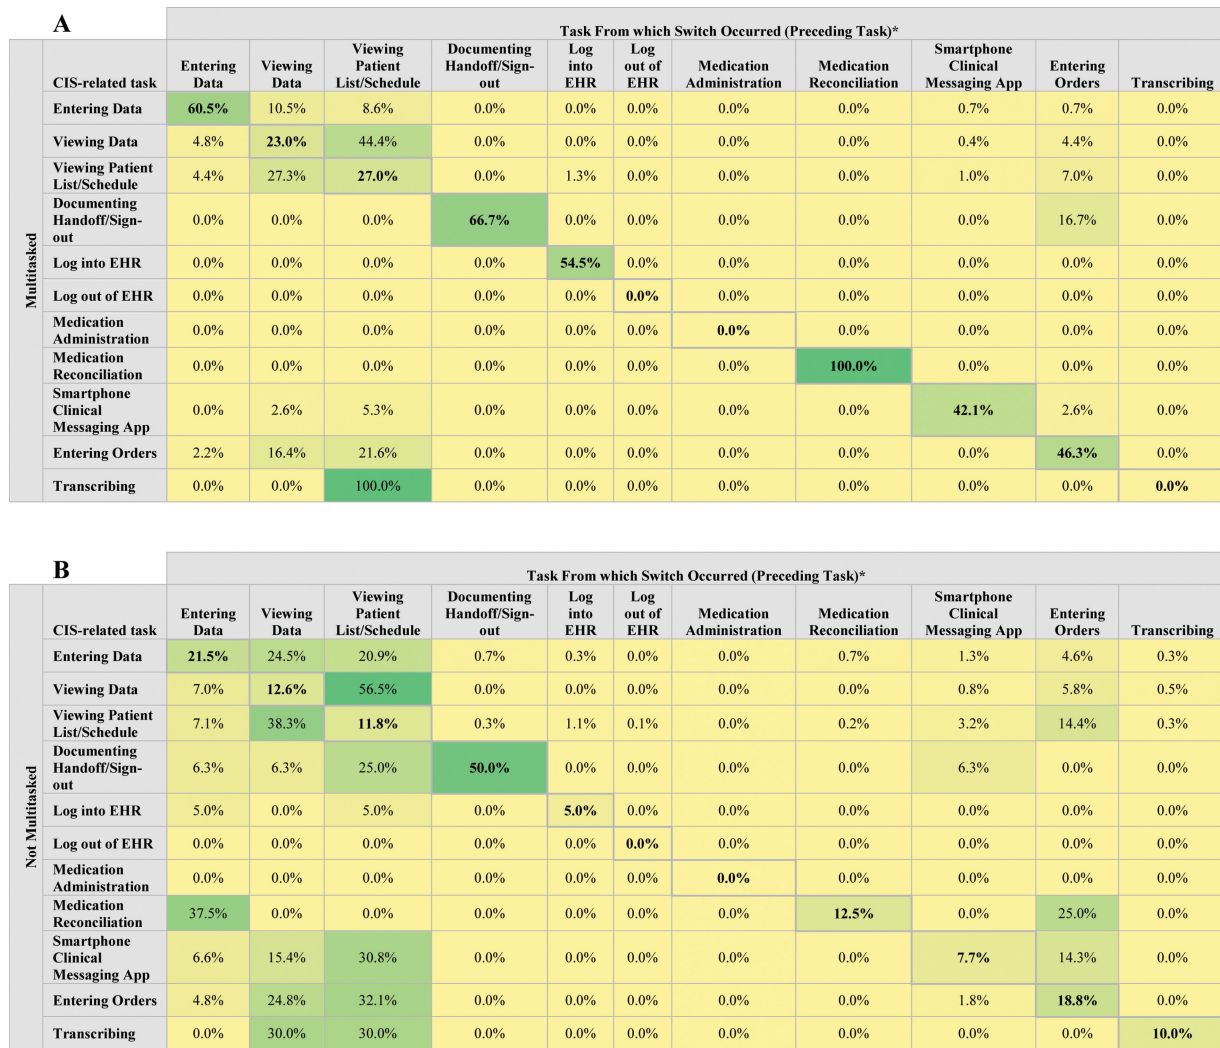 A
Task From which Switch Occurred (Preceding Task)*
CIS-related task Entering Data Viewing Data Viewing Patient List/Schedule Documenting Handoff/Sign-out Log into EHR Log out of EHR Medication Administration Medication Reconciliation Smartphone Clinical Messaging App Entering Orders Transcribing
Multitasked
Entering Data 60.5% 10.5% 8.6% 0.0% 0.0% 0.0% 0.0% 0.0% 0.7% 0.7% 0.0%
Viewing Data 4.8% 23.0% 44.4% 0.0% 0.0% 0.0% 0.0% 0.0% 0.4% 4.4% 0.0%
Viewing Patient List/Schedule 4.4% 27.3% 27.0% 0.0% 1.3% 0.0% 0.0% 0.0% 1.0% 7.0% 0.0%
Documenting Handoff/Sign-out 0.0% 0.0% 0.0% 66.7% 0.0% 0.0% 0.0% 0.0% 0.0% 16.7% 0.0%
Log into EHR 0.0% 0.0% 0.0% 0.0% 54.5% 0.0% 0.0% 0.0% 0.0% 0.0% 0.0%
Log out of EHR 0.0% 0.0% 0.0% 0.0% 0.0% 0.0% 0.0% 0.0% 0.0% 0.0% 0.0%
Medication Administration 0.0% 0.0% 0.0% 0.0% 0.0% 0.0% 0.0% 0.0% 0.0% 0.0% 0.0%
Medication Reconciliation 0.0% 0.0% 0.0% 0.0% 0.0% 0.0% 0.0% 100.0% 0.0% 0.0% 0.0%
Smartphone Clinical Messaging App 0.0% 2.6% 5.3% 0.0% 0.0% 0.0% 0.0% 0.0% 42.1% 2.6% 0.0%
Entering Orders 2.2% 16.4% 21.6% 0.0% 0.0% 0.0% 0.0% 0.0% 0.0% 46.3% 0.0%
Transcribing 0.0% 0.0% 100.0% 0.0% 0.0% 0.0% 0.0% 0.0% 0.0% 0.0% 0.0%
B
Task From which Switch Occurred (Preceding Task)*
CIS-related task Entering Data Viewing Data Viewing Patient List/Schedule Documenting Handoff/Sign-out Log into EHR Log out of EHR Medication Administration Medication Reconciliation Smartphone Clinical Messaging App Entering Orders Transcribing
Not Multitasked
Entering Data 21.5% 24.5% 20.9% 0.7% 0.3% 0.0% 0.0% 0.7% 1.3% 4.6% 0.3%
Viewing Data 7.0% 12.6% 56.5% 0.0% 0.0% 0.0% 0.0% 0.0% 0.8% 5.8% 0.5%
Viewing Patient List/Schedule 7.1% 38.3% 11.8% 0.3% 1.1% 0.1% 0.0% 0.2% 3.2% 14.4% 0.3%
Documenting Handoff/Sign-out 6.3% 6.3% 25.0% 50.0% 0.0% 0.0% 0.0% 0.0% 6.3% 0.0% 0.0%
Log into EHR 5.0% 0.0% 5.0% 0.0% 5.0% 0.0% 0.0% 0.0% 0.0% 0.0% 0.0%
Log out of EHR 0.0% 0.0% 0.0% 0.0% 0.0% 0.0% 0.0% 0.0% 0.0% 0.0% 0.0%
Medication Administration 0.0% 0.0% 0.0% 0.0% 0.0% 0.0% 0.0% 0.0% 0.0% 0.0% 0.0%
Medication Reconciliation 37.5% 0.0% 0.0% 0.0% 0.0% 0.0% 0.0% 12.5% 0.0% 25.0% 0.0%
Smartphone Clinical Messaging App 6.6% 15.4% 30.8% 0.0% 0.0% 0.0% 0.0% 0.0% 7.7% 14.3% 0.0%
Entering Orders 4.8% 24.8% 32.1% 0.0% 0.0% 0.0% 0.0% 0.0% 1.8% 18.8% 0.0%
Transcribing 0.0% 30.0% 30.0% 0.0% 0.0% 0.0% 0.0% 0.0% 0.0% 0.0% 10.0%